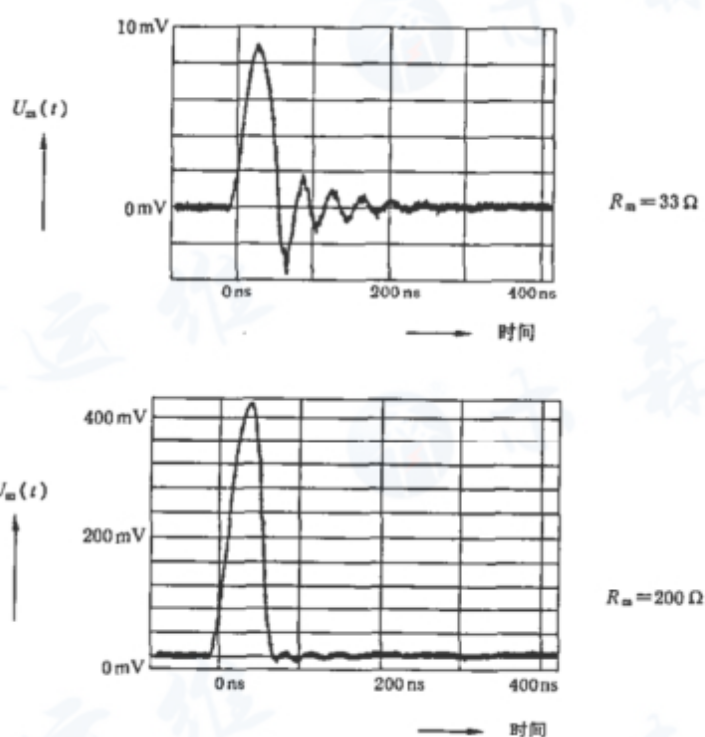 10 mV
U_m(t)
0 mV
R_m=33 Ω
0 ns 200 ns 400 ns
时间
400 mV
U_m(t)
200 mV
R_m=200 Ω
0 mV
0 ns 200 ns 400 ns
时间